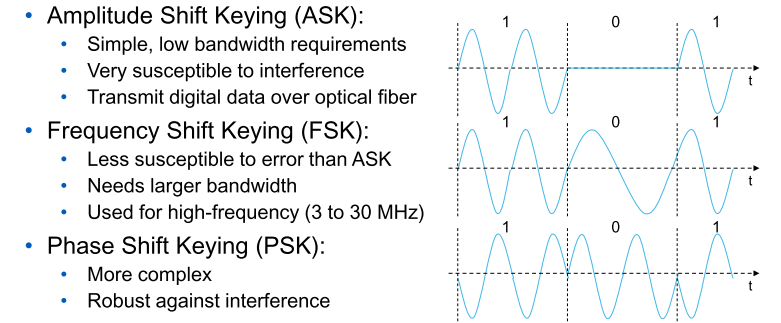 • Amplitude Shift Keying (ASK):
• Simple, low bandwidth requirements
• Very susceptible to interference
• Transmit digital data over optical fiber
• Frequency Shift Keying (FSK):
• Less susceptible to error than ASK
• Needs larger bandwidth
• Used for high-frequency (3 to 30 MHz)
• Phase Shift Keying (PSK):
• More complex
• Robust against interference
1 0 1
t
1 0 1
t
1 0 1
t